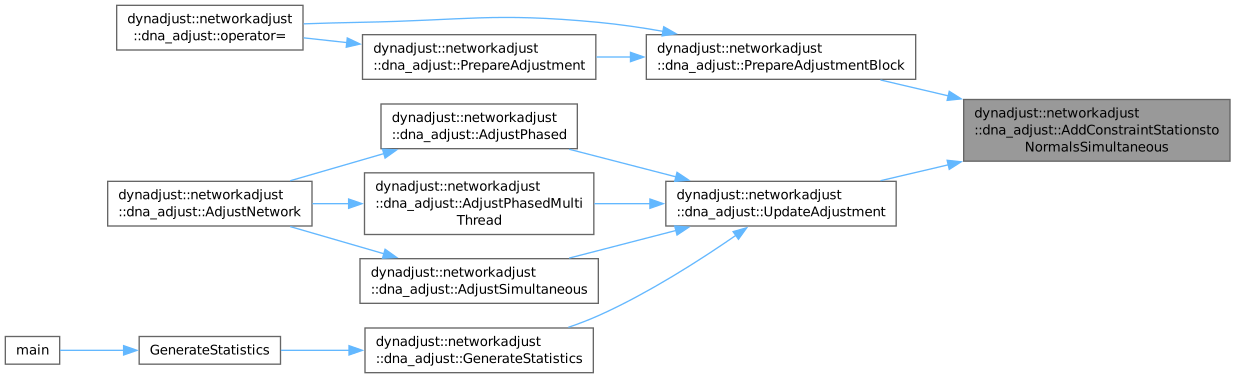 dynadjust::networkadjust
::dna_adjust::operator=
dynadjust::networkadjust
::dna_adjust::PrepareAdjustment
dynadjust::networkadjust
::dna_adjust::PrepareAdjustmentBlock
dynadjust::networkadjust
::dna_adjust::AddConstraintStationsto
NormalsSimultaneous
dynadjust::networkadjust
::dna_adjust::AdjustPhased
dynadjust::networkadjust
::dna_adjust::AdjustNetwork
dynadjust::networkadjust
::dna_adjust::AdjustPhasedMulti
Thread
dynadjust::networkadjust
::dna_adjust::UpdateAdjustment
dynadjust::networkadjust
::dna_adjust::AdjustSimultaneous
main
GenerateStatistics
dynadjust::networkadjust
::dna_adjust::GenerateStatistics